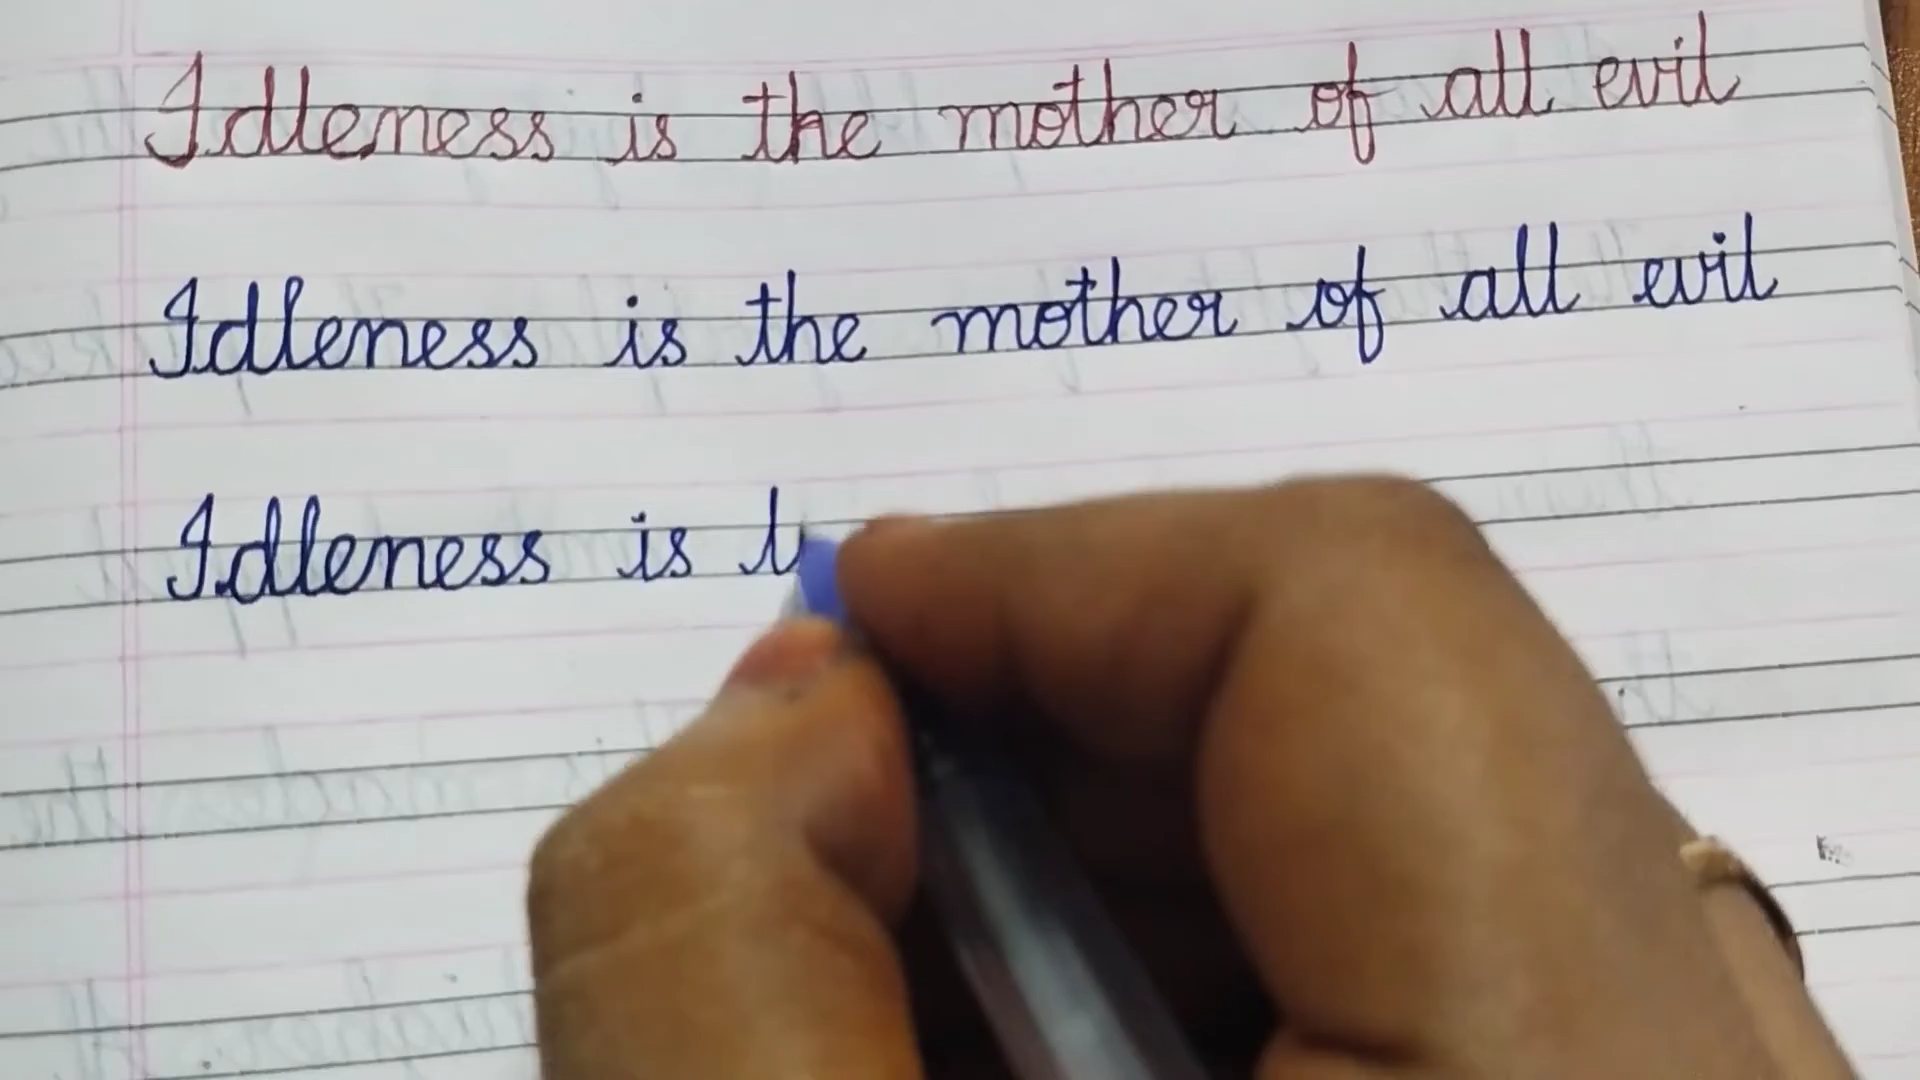 Idleness is the mother of all evil
Idleness is the mother of all evil
Idleness is